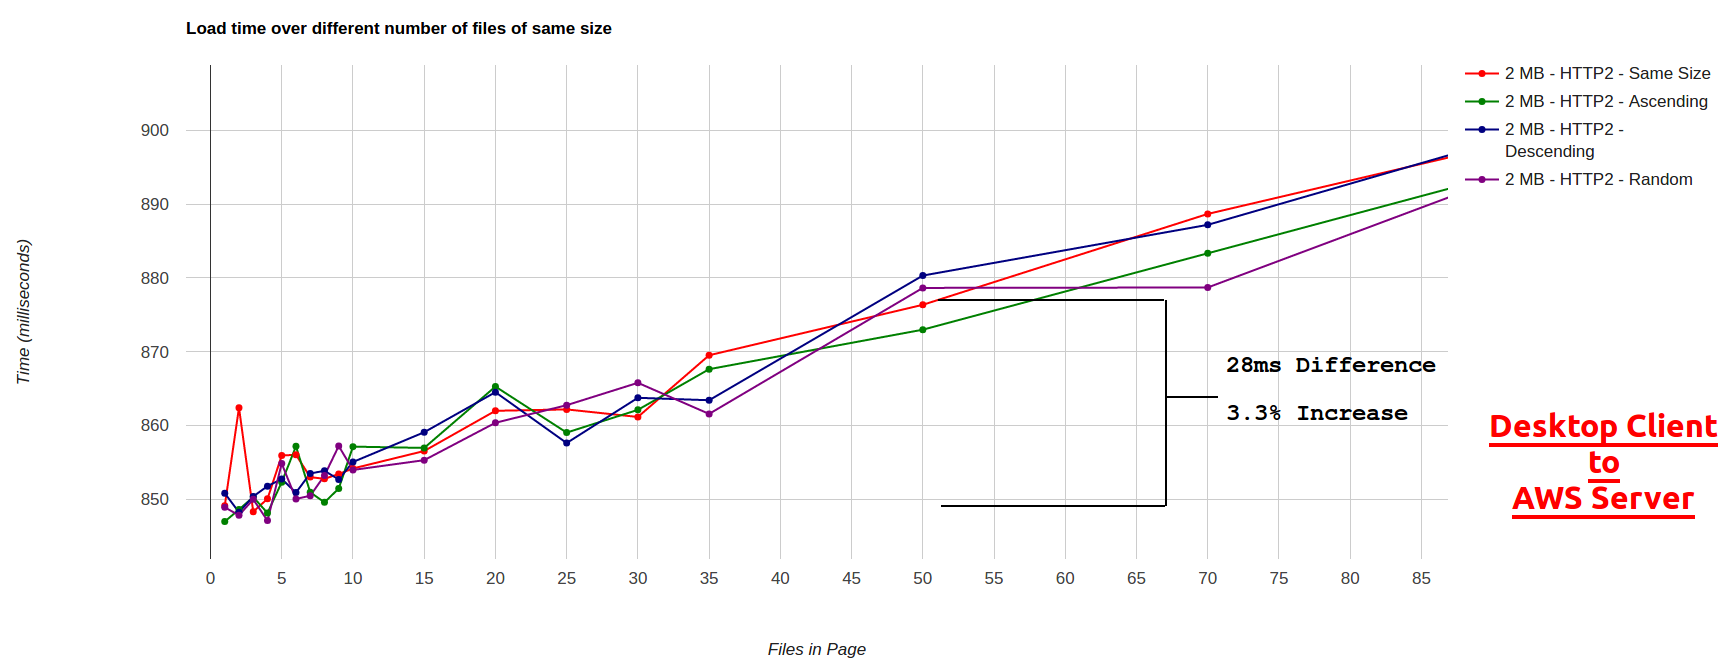 Load time over different number of files of same size
900
890
880
870
860
850
Time (milliseconds)
0 5 10 15 20 25 30 35 40 45 50 55 60 65 70 75 80 85
Files in Page
2 MB - HTTP2 - Same Size
2 MB - HTTP2 - Ascending
2 MB - HTTP2 -
Descending
2 MB - HTTP2 - Random
28ms Difference
3.3% Increase
Desktop Client
to
AWS Server